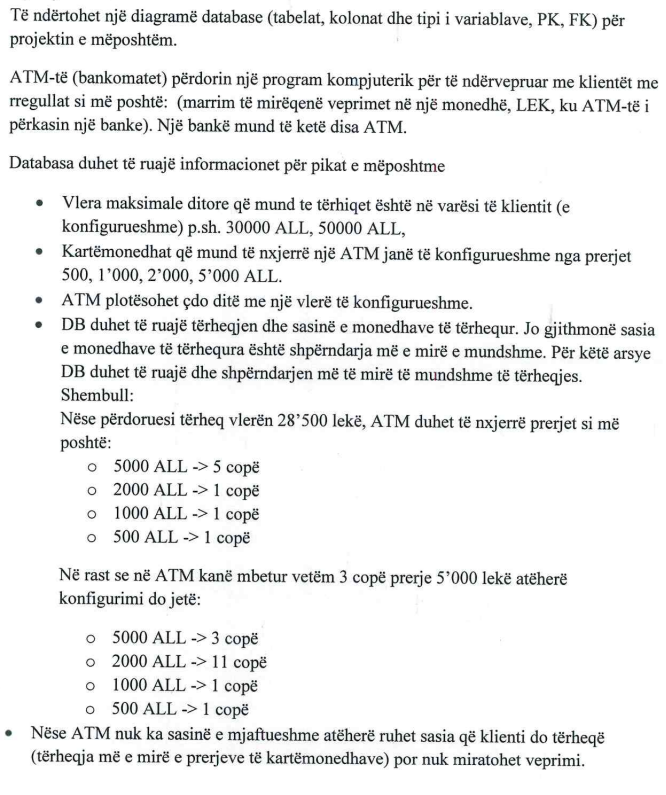 Të ndërtohet një diagramë database (tabelat, kolonat dhe tipi i variablave, PK, FK) për
projektin e mëposhtëm.
ATM-të (bankomatet) përdorin një program kompjuterik për të ndërvepruar me klientët me
rregullat si më poshtë:  (marrim të mirëqenë veprimet në një monedhë, LEK, ku ATM-të i
përkasin një banke). Një bankë mund të ketë disa ATM.
Databasa duhet të ruajë informacionet për pikat e mëposhtme
• Vlera maksimale ditore që mund te tërhiqet është në varësi të klientit (e
konfigurueshme) p.sh. 30000 ALL, 50000 ALL,
• Kartëmonedhat që mund të nxjerrë një ATM janë të konfigurueshme nga prerjet
500, 1’000, 2’000, 5’000 ALL.
• ATM plotësohet çdo ditë me një vlerë të konfigurueshme.
• DB duhet të ruajë tërheqjen dhe sasinë e monedhave të tërhequr. Jo gjithmonë sasia
e monedhave të tërhequra është shpërndarja më e mirë e mundshme. Për këtë arsye
DB duhet të ruajë dhe shpërndarjen më të mirë të mundshme të tërheqjes.
Shembull:
Nëse përdoruesi tërheq vlerën 28’500 lekë, ATM duhet të nxjerrë prerjet si më
poshtë:
o 5000 ALL -> 5 copë
o 2000 ALL -> 1 copë
o 1000 ALL -> 1 copë
o 500 ALL -> 1 copë
Në rast se në ATM kanë mbetur vetëm 3 copë prerje 5’000 lekë atëherë
konfigurimi do jetë:
o 5000 ALL -> 3 copë
o 2000 ALL -> 11 copë
o 1000 ALL -> 1 copë
o 500 ALL -> 1 copë
• Nëse ATM nuk ka sasinë e mjaftueshme atëherë ruhet sasia që klienti do tërheqë
(tërheqja më e mirë e prerjeve të kartëmonedhave) por nuk miratohet veprimi.